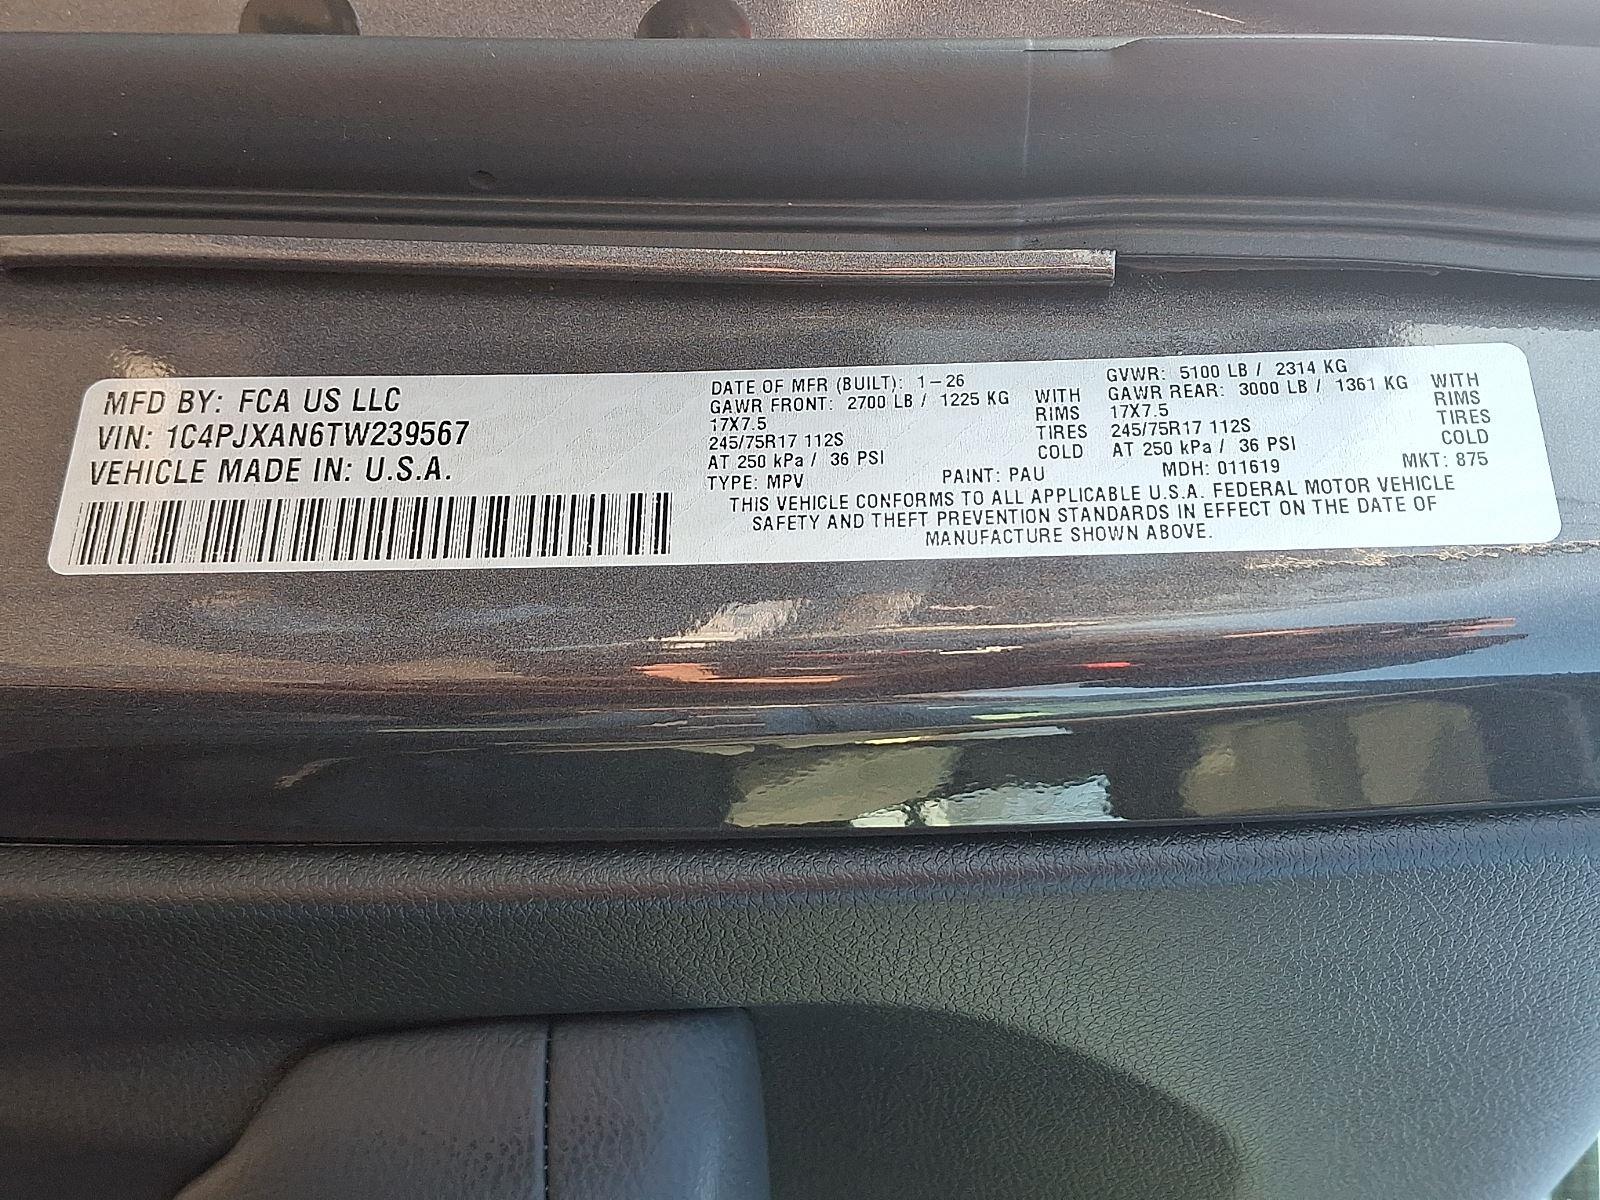 MFD BY: FCA US LLC
VIN: 1C4PJXAN6TW239567
VEHICLE MADE IN: U.S.A.
DATE OF MFR (BUILT): 1-26
GAWR FRONT: 2700 LB / 1225 KG WITH
17X7.5 RIMS
245/75R17 112S TIRES
AT 250 kPa / 36 PSI COLD
GVWR: 5100 LB / 2314 KG
GAWR REAR: 3000 LB / 1361 KG WITH
17X7.5 RIMS
245/75R17 112S TIRES
AT 250 kPa / 36 PSI COLD
TYPE: MPV PAINT: PAU MDH: 011619 MKT: 875
THIS VEHICLE CONFORMS TO ALL APPLICABLE U.S.A. FEDERAL MOTOR VEHICLE
SAFETY AND THEFT PREVENTION STANDARDS IN EFFECT ON THE DATE OF
MANUFACTURE SHOWN ABOVE.